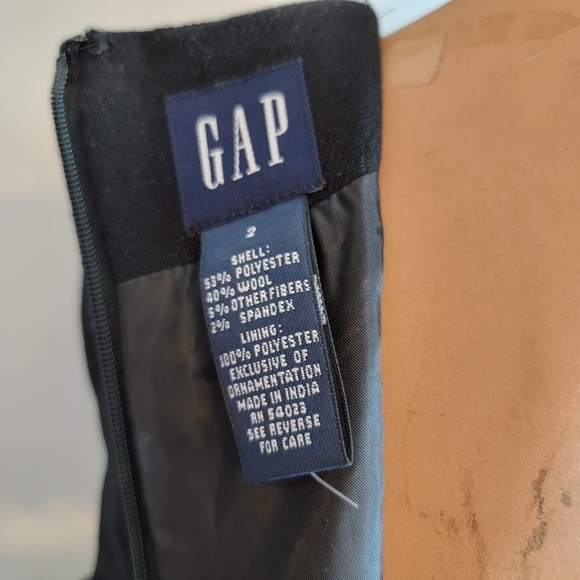 GAP
2
SHELL:
53% POLYESTER
40% WOOL
5% OTHER FIBERS
2% SPANDEX
LINING:
100% POLYESTER
EXCLUSIVE OF
ORNAMENTATION
MADE IN INDIA
RN 54023
SEE REVERSE
FOR CARE